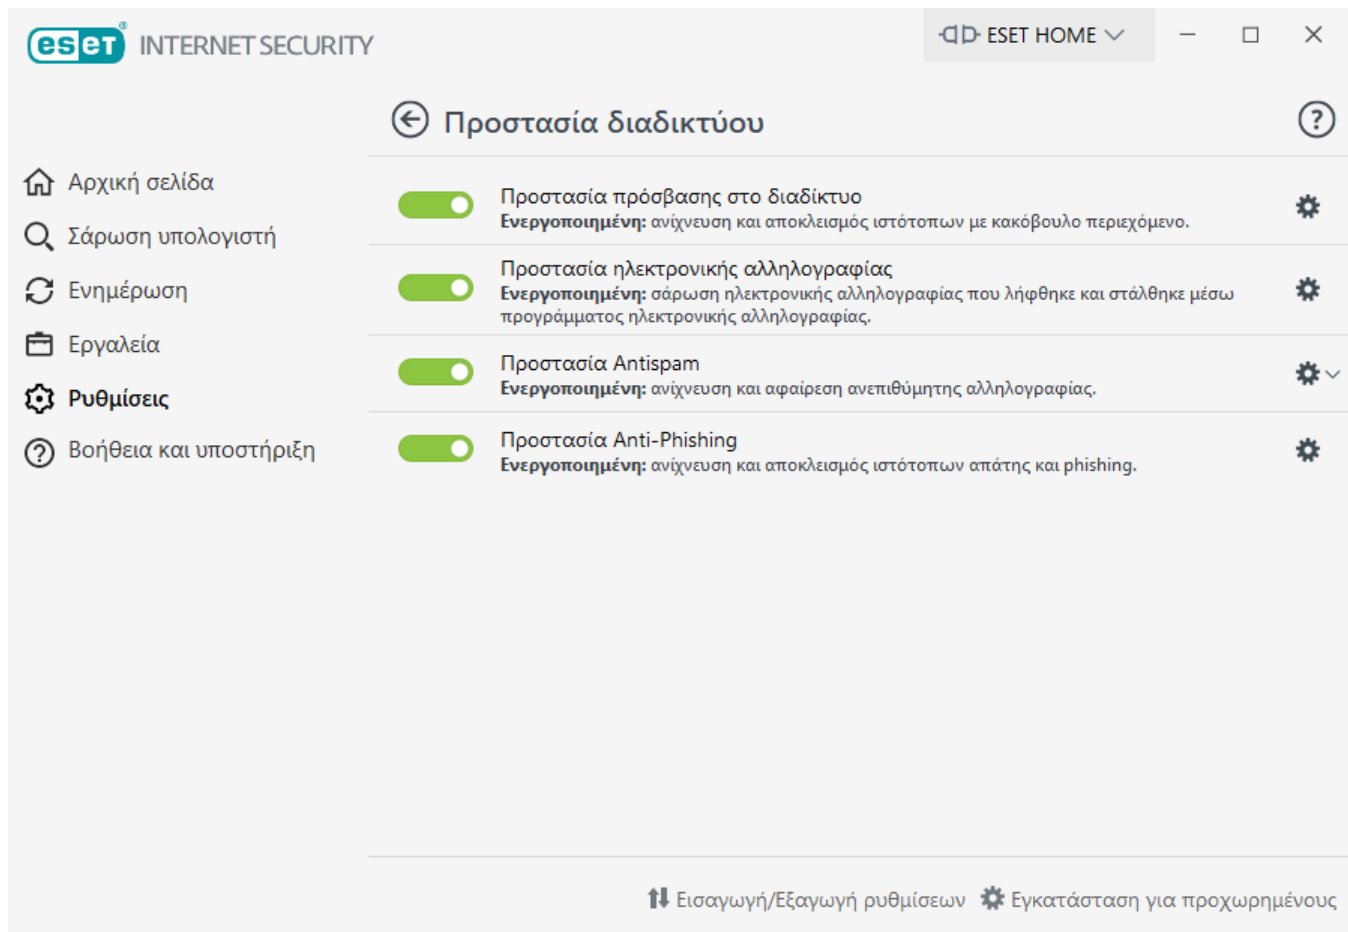 eset® INTERNET SECURITY
ESET HOME
Προστασία διαδικτύου
Αρχική σελίδα
Σάρωση υπολογιστή
Ενημέρωση
Εργαλεία
Ρυθμίσεις
Βοήθεια και υποστήριξη
Προστασία πρόσβασης στο διαδίκτυο
Ενεργοποιημένη: ανίχνευση και αποκλεισμός ιστότοπων με κακόβουλο περιεχόμενο.
Προστασία ηλεκτρονικής αλληλογραφίας
Ενεργοποιημένη: σάρωση ηλεκτρονικής αλληλογραφίας που λήφθηκε και στάλθηκε μέσω
προγράμματος ηλεκτρονικής αλληλογραφίας.
Προστασία Antispam
Ενεργοποιημένη: ανίχνευση και αφαίρεση ανεπιθύμητης αλληλογραφίας.
Προστασία Anti-Phishing
Ενεργοποιημένη: ανίχνευση και αποκλεισμός ιστότοπων απάτης και phishing.
Εισαγωγή/Εξαγωγή ρυθμίσεων Εγκατάσταση για προχωρημένους